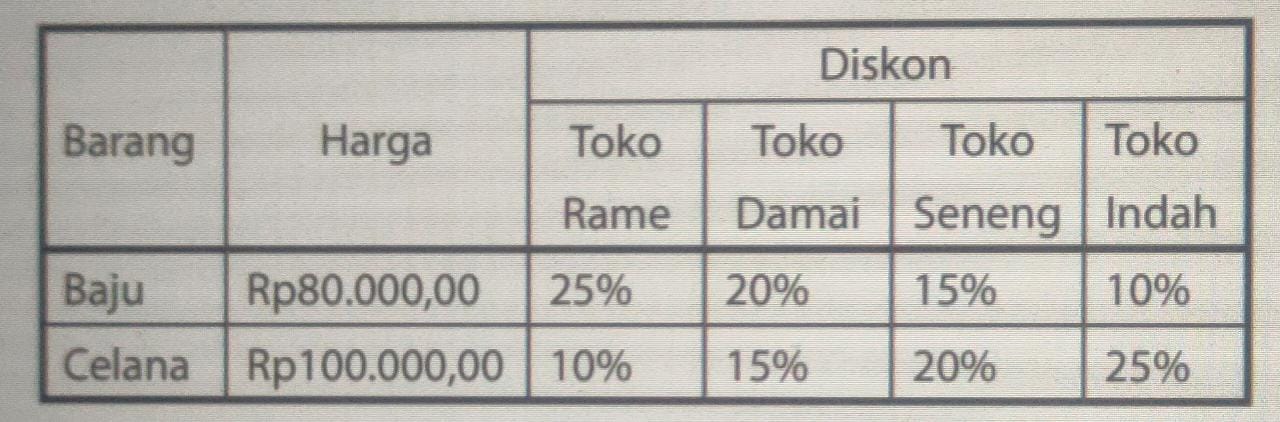 Diskon
Barang Harga Toko Toko Toko Toko
Rame Damai Seneng Indah
Baju Rp80.000,00 25% 20% 15% 10%
Celana Rp100.000,00 10% 15% 20% 25%